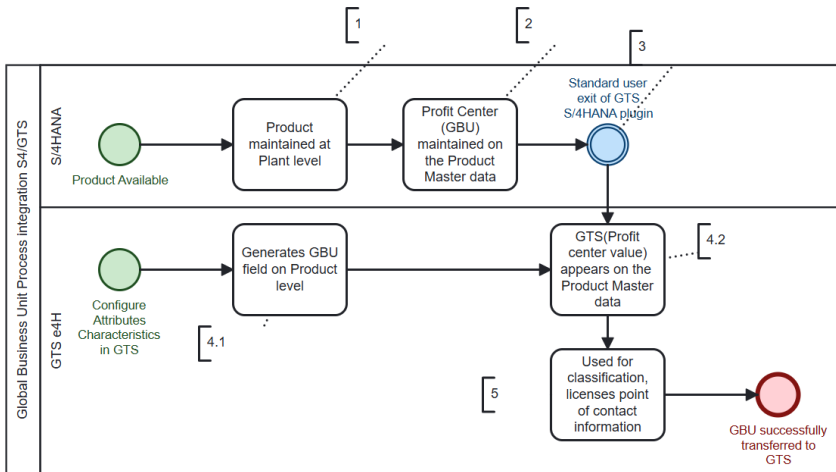 1
2
3
Global Business Unit Process integration S4/GTS
S/4HANA
Product Available
Product
maintained at
Plant level
Profit Center
(GBU)
maintained on
the Product
Master data
Standard user
exit of GTS
S/4HANA plugin
GTS e4H
Configure
Attributes
Characteristics
in GTS
Generates GBU
field on Product
level
4.1
GTS(Profit
center value)
appears on the
Product Master
data
4.2
5
Used for
classification,
licenses point
of contact
information
GBU successfully
transferred to
GTS